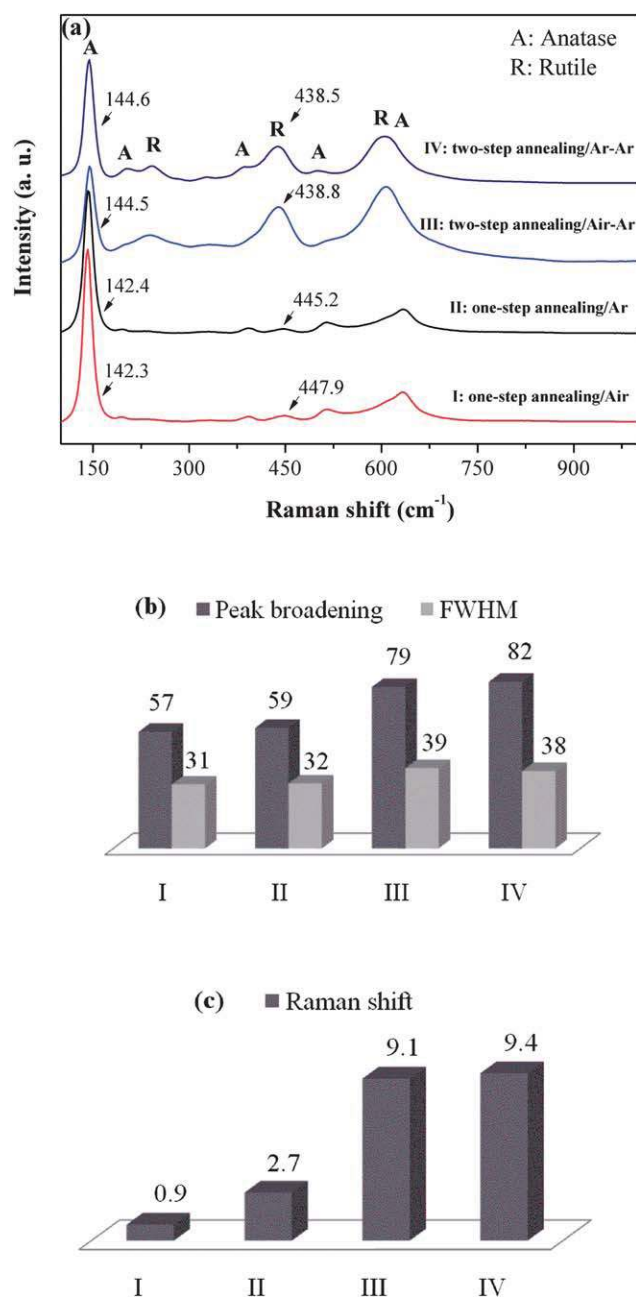 (a)
A
A: Anatase
R: Rutile
144.6
438.5
A
R
A
R
A
R
A
IV: two-step annealing/Ar-Ar
144.5
438.8
III: two-step annealing/Air-Ar
142.4
445.2
II: one-step annealing/Ar
142.3
447.9
I: one-step annealing/Air
Intensity (a. u.)
150
300
450
600
750
900
Raman shift (cm⁻¹)
(b)
Peak broadening
FWHM
57
31
59
32
79
39
82
38
I
II
III
IV
(c)
Raman shift
0.9
2.7
9.1
9.4
I
II
III
IV